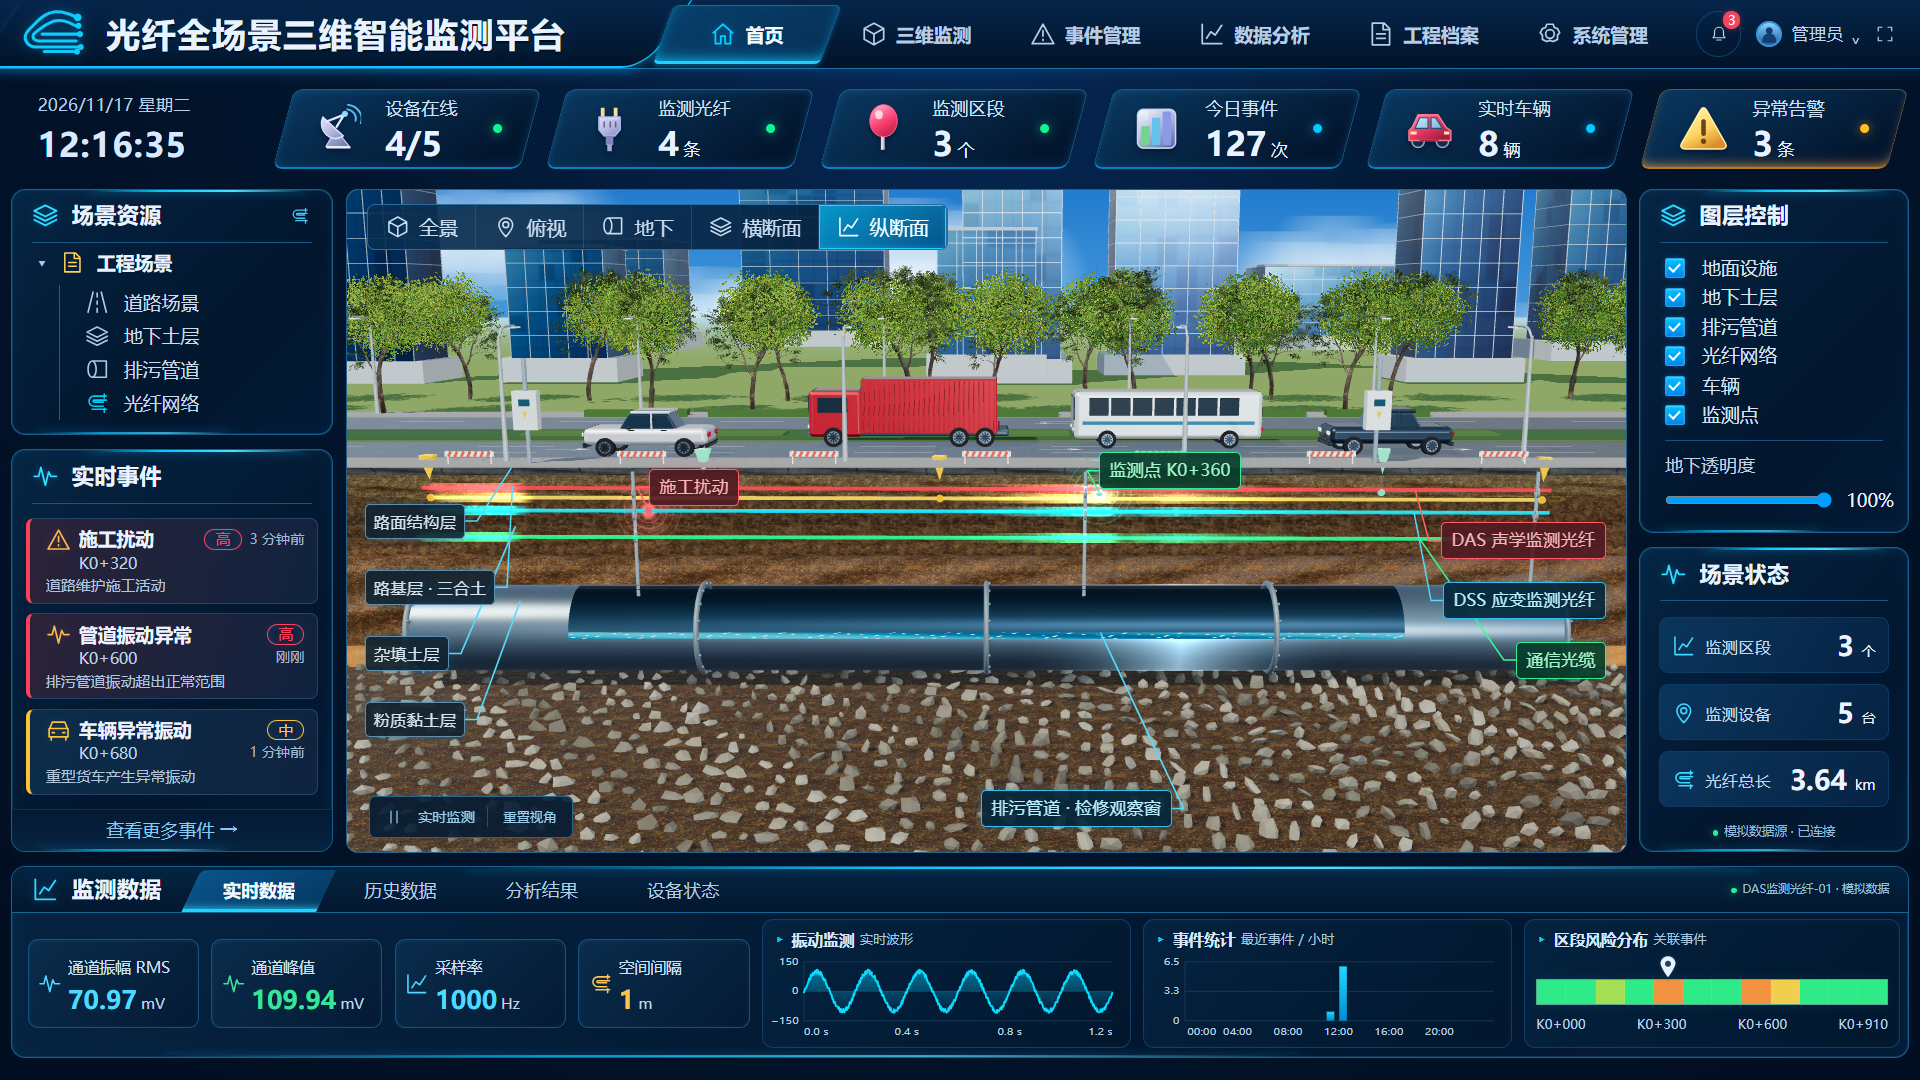 光纤全场景三维智能监测平台
首页
三维监测
事件管理
数据分析
工程档案
系统管理
3
管理员
2026/11/17 星期二
12:16:35
设备在线
4/5
监测光纤
4 条
监测区段
3 个
今日事件
127 次
实时车辆
8 辆
异常告警
3 条
场景资源
工程场景
道路场景
地下土层
排污管道
光纤网络
实时事件
施工扰动
高
3 分钟前
K0+320
道路维护施工活动
管道振动异常
高
K0+600
刚刚
排污管道振动超出正常范围
车辆异常振动
中
K0+680
1 分钟前
重型货车产生异常振动
查看更多事件
全景
俯视
地下
横断面
纵断面
施工扰动
监测点 K0+360
路面结构层
路基层 · 三合土
杂填土层
粉质黏土层
DAS 声学监测光纤
DSS 应变监测光纤
通信光缆
排污管道 · 检修观察窗
实时监测
重置视角
图层控制
地面设施
地下土层
排污管道
光纤网络
车辆
监测点
地下透明度
100%
场景状态
监测区段
3 个
监测设备
5 台
光纤总长
3.64 km
模拟数据源 · 已连接
监测数据
实时数据
历史数据
分析结果
设备状态
DAS监测光纤-01 · 模拟数据
通道振幅 RMS
70.97 mV
通道峰值
109.94 mV
采样率
1000 Hz
空间间隔
1 m
振动监测 实时波形
150
0
-150
0.0 s
0.4 s
0.8 s
1.2 s
事件统计 最近事件 / 小时
6.5
3.3
0
00:00
04:00
08:00
12:00
16:00
20:00
区段风险分布 关联事件
K0+000
K0+300
K0+600
K0+910